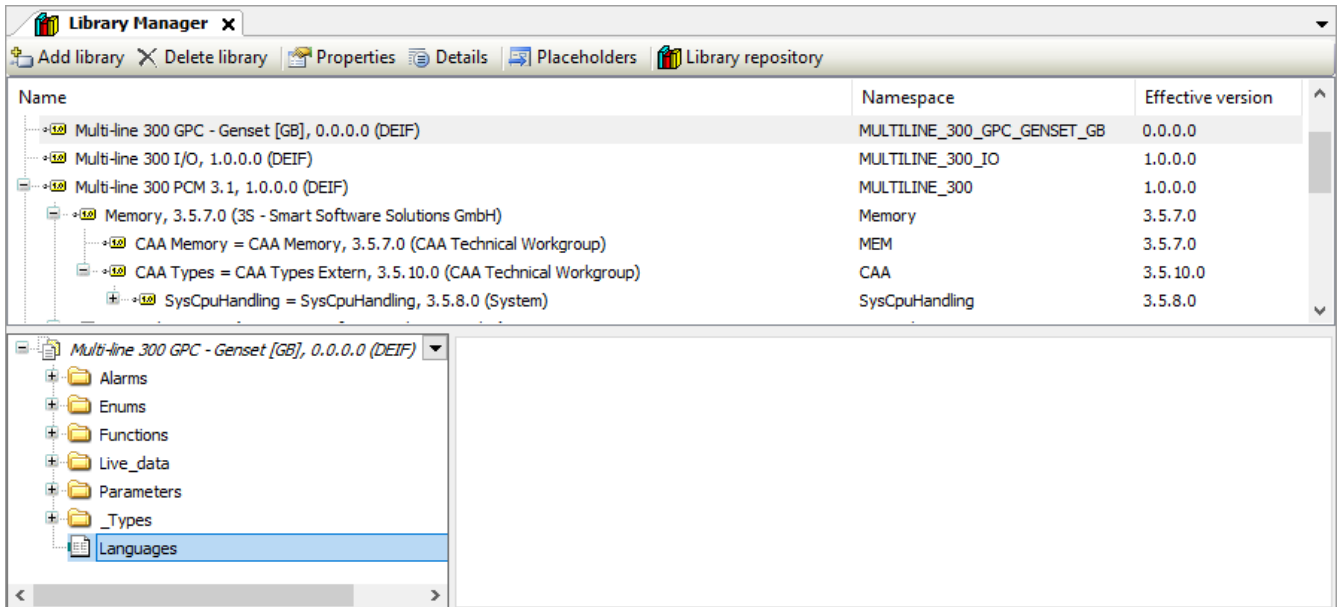 Library Manager X
Add library Delete library Properties Details Placeholders Library repository
Name Namespace Effective version
Multi-line 300 GPC - Genset [GB], 0.0.0.0 (DEIF) MULTILINE_300_GPC_GENSET_GB 0.0.0.0
Multi-line 300 I/O, 1.0.0.0 (DEIF) MULTILINE_300_IO 1.0.0.0
Multi-line 300 PCM 3.1, 1.0.0.0 (DEIF) MULTILINE_300 1.0.0.0
Memory, 3.5.7.0 (3S - Smart Software Solutions GmbH) Memory 3.5.7.0
CAA Memory = CAA Memory, 3.5.7.0 (CAA Technical Workgroup) MEM 3.5.7.0
CAA Types = CAA Types Extern, 3.5.10.0 (CAA Technical Workgroup) CAA 3.5.10.0
SysCpuHandling = SysCpuHandling, 3.5.8.0 (System) SysCpuHandling 3.5.8.0
Multi-line 300 GPC - Genset [GB], 0.0.0.0 (DEIF)
Alarms
Enums
Functions
Live_data
Parameters
_Types
Languages